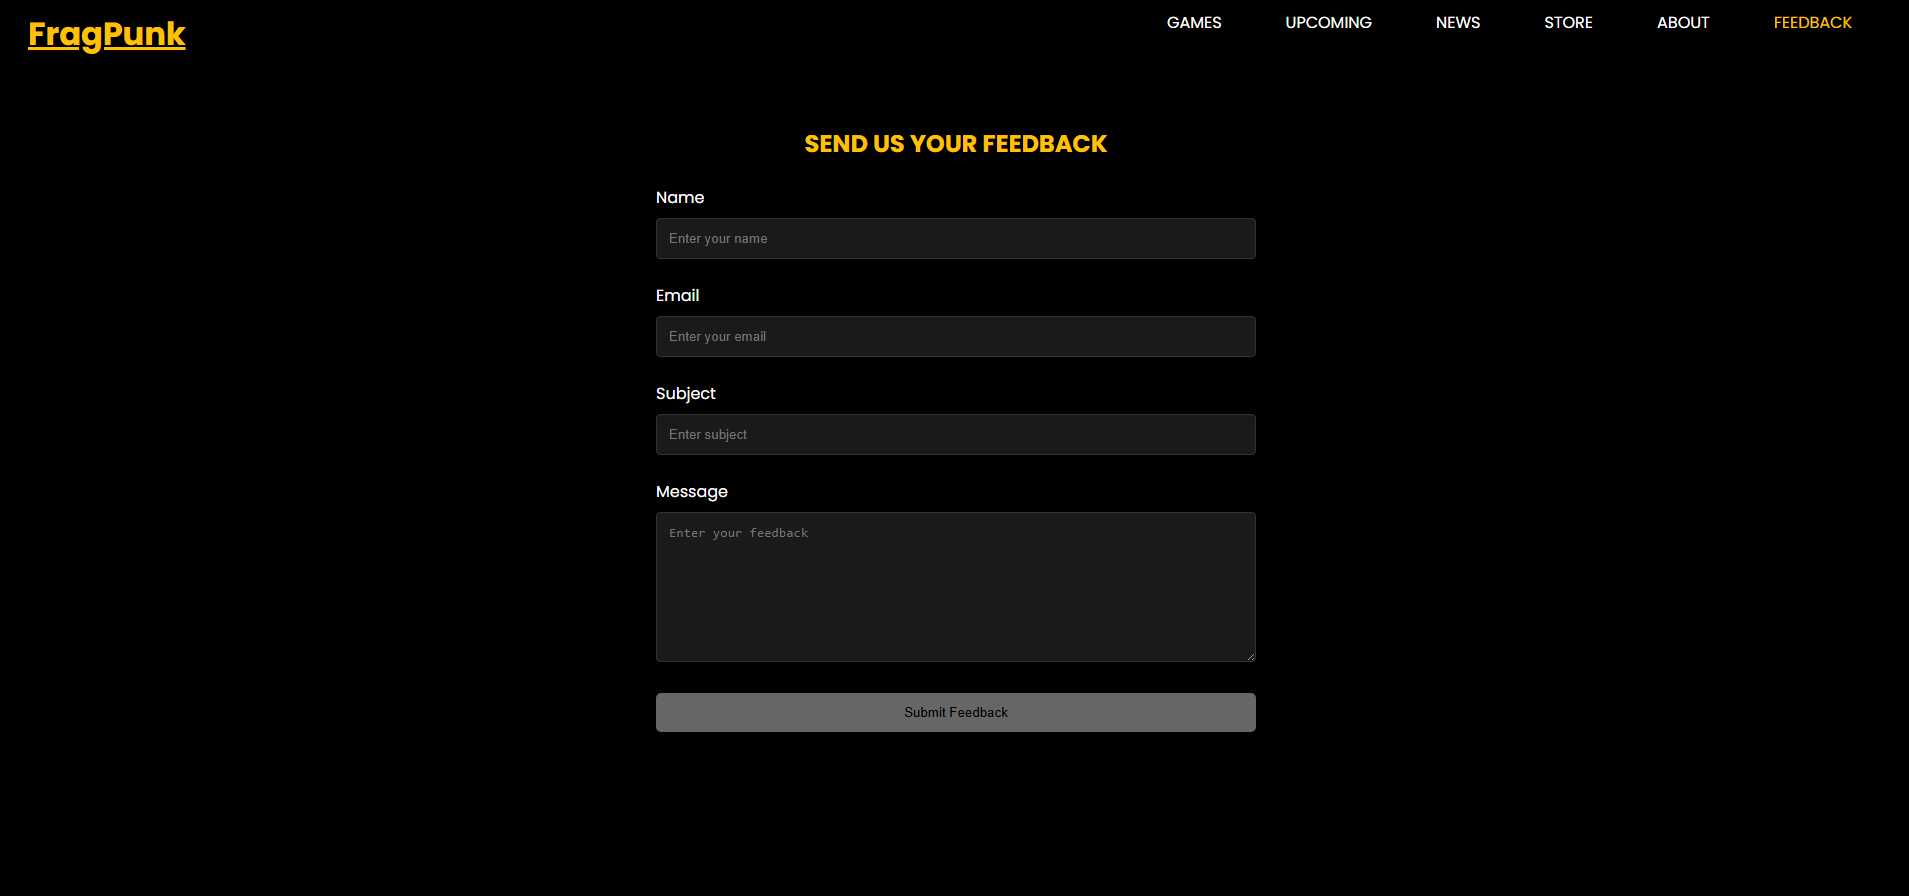 FragPunk
GAMES UPCOMING NEWS STORE ABOUT FEEDBACK
SEND US YOUR FEEDBACK
Name
Enter your name
Email
Enter your email
Subject
Enter subject
Message
Enter your feedback
Submit Feedback